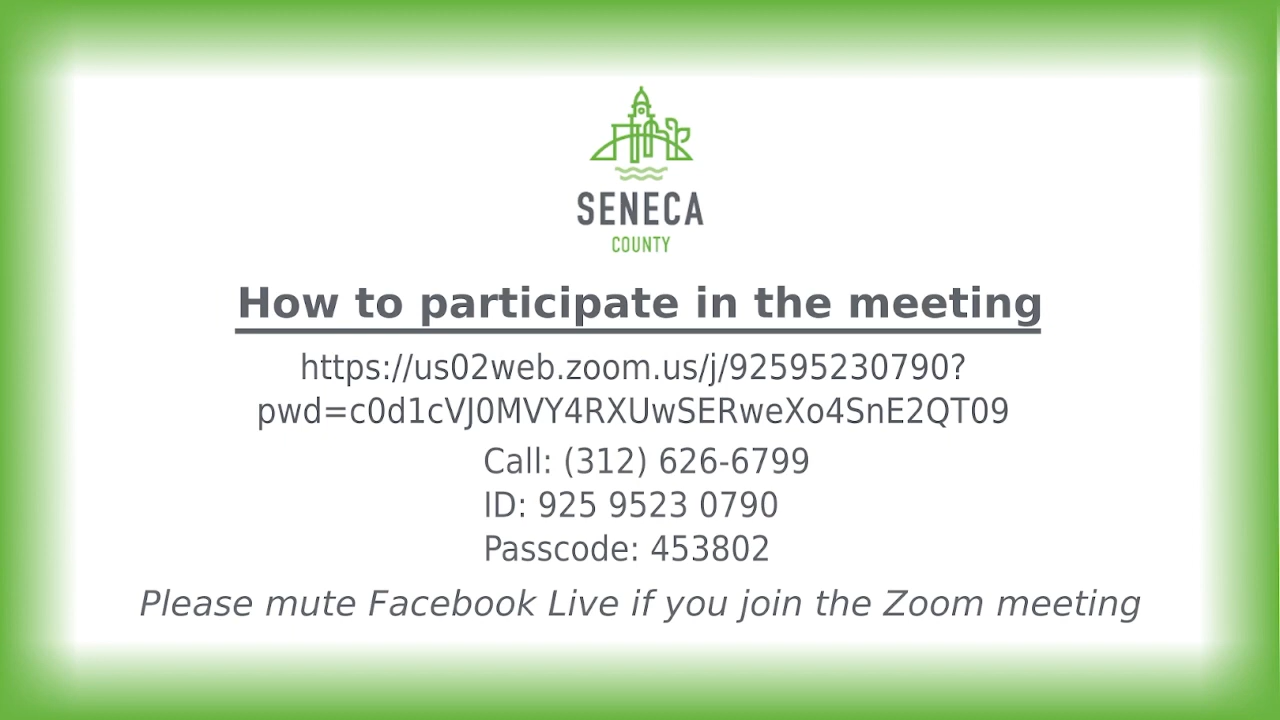 SENECA
COUNTY
How to participate in the meeting
https://us02web.zoom.us/j/92595230790?
pwd=c0d1cVJ0MVY4RXUwSERweXo4SnE2QT09
Call: (312) 626-6799
ID: 925 9523 0790
Passcode: 453802
Please mute Facebook Live if you join the Zoom meeting